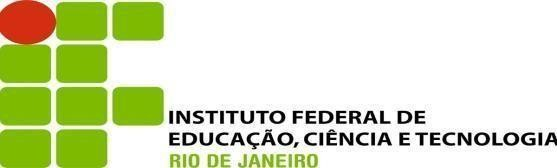 INSTITUTO FEDERAL DE
EDUCAÇÃO, CIÊNCIA E TECNOLOGIA
RIO DE JANEIRO